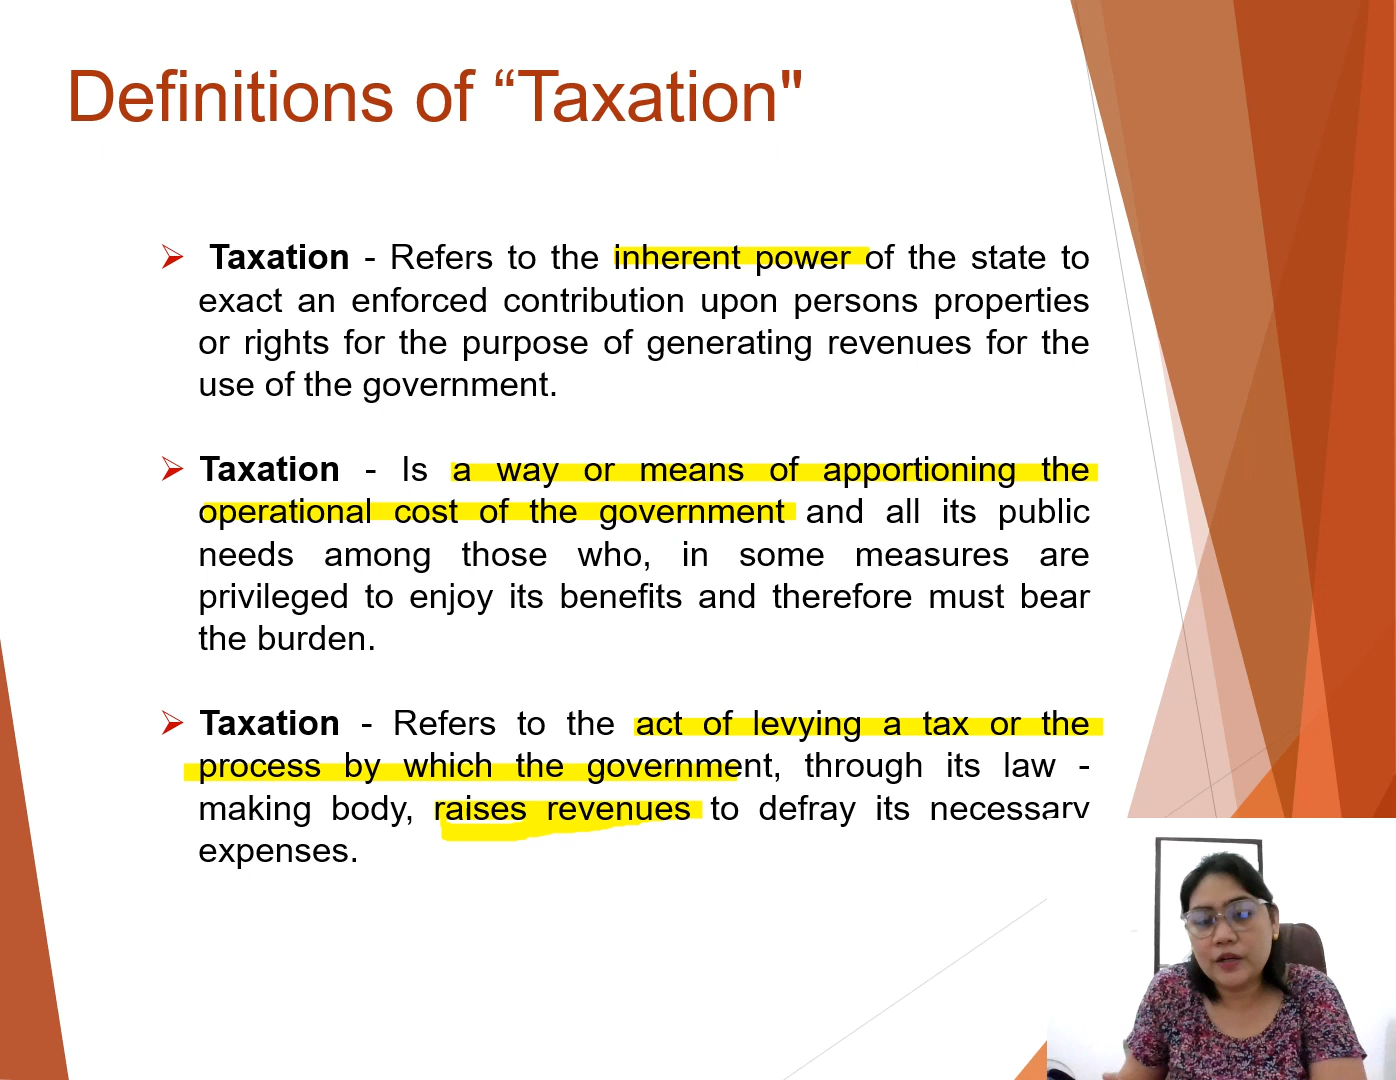 Definitions of “Taxation"
Taxation - Refers to the inherent power of the state to
exact an enforced contribution upon persons properties
or rights for the purpose of generating revenues for the
use of the government.
Taxation - Is a way or means of apportioning the
operational cost of the government and all its public
needs among those who, in some measures are
privileged to enjoy its benefits and therefore must bear
the burden.
Taxation - Refers to the act of levying a tax or the
process by which the government, through its law -
making body, raises revenues to defray its necessary
expenses.